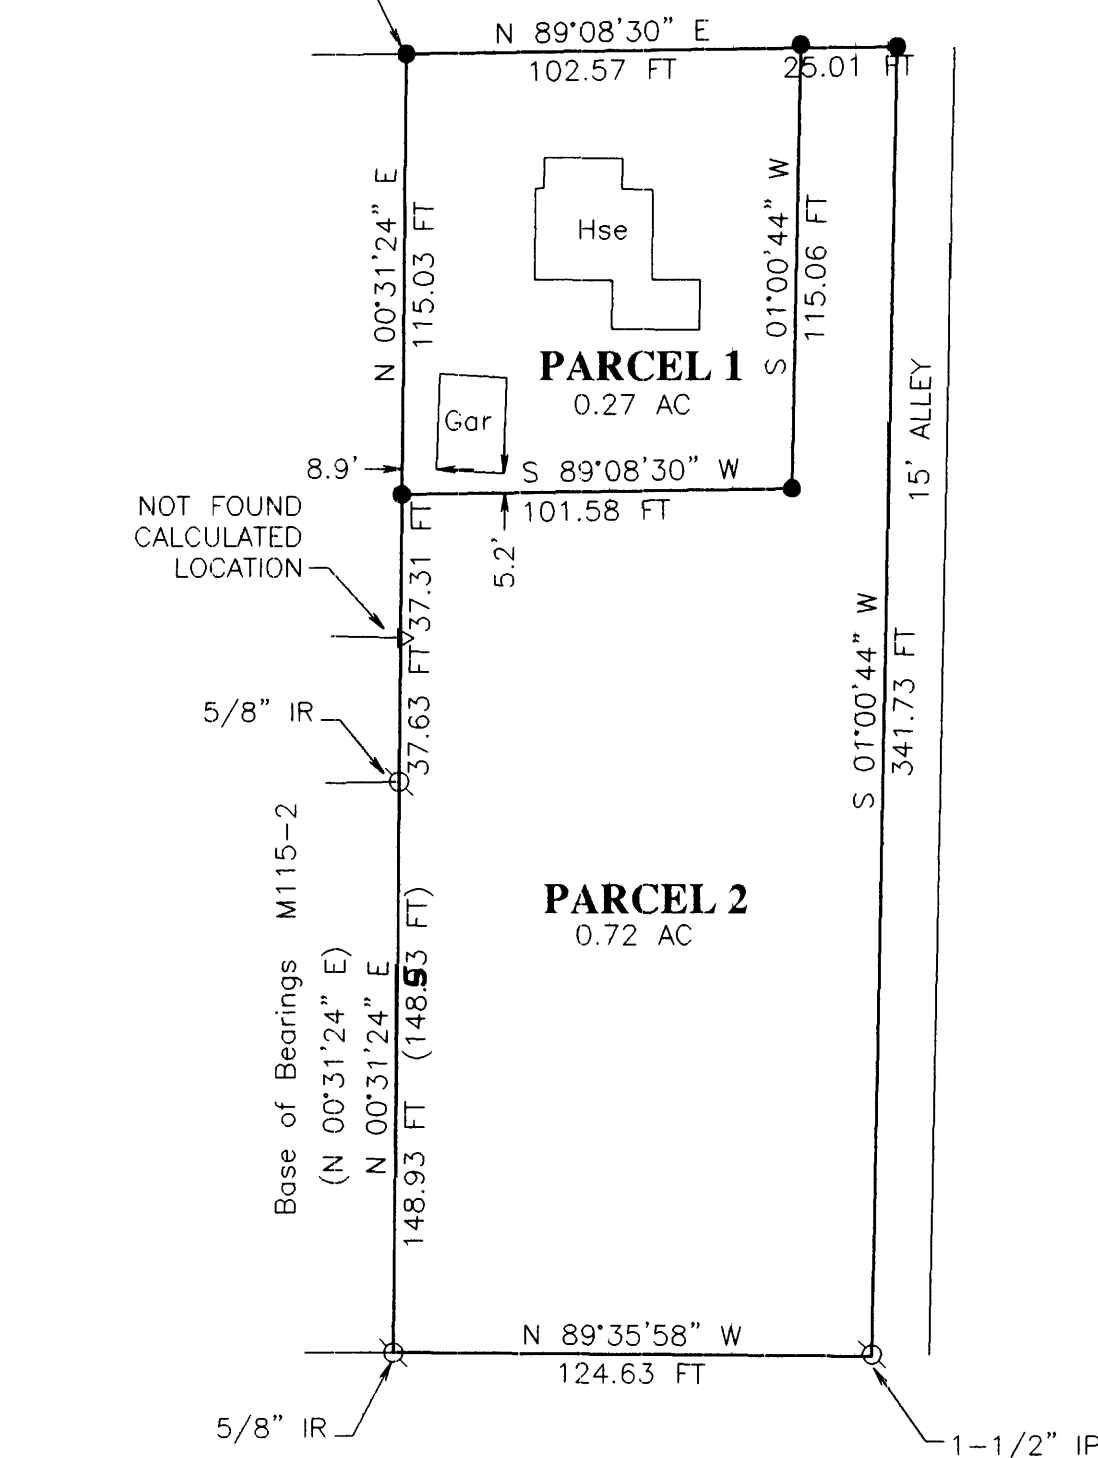 N 89°08'30" E
102.57 FT
25.01 FT
N 00°31'24" E
115.03 FT
Hse
S 01°00'44" W
115.06 FT
PARCEL 1
0.27 AC
Gar
15' ALLEY
8.9'
S 89°08'30" W
101.58 FT
5.2'
NOT FOUND
CALCULATED
LOCATION
37.31 FT
37.63 FT
5/8" IR
S 01°00'44" W
341.73 FT
PARCEL 2
0.72 AC
Base of Bearings M115-2
(N 00°31'24" E)
N 00°31'24" E
148.93 FT (148.53 FT)
N 89°35'58" W
124.63 FT
5/8" IR
1-1/2" IP